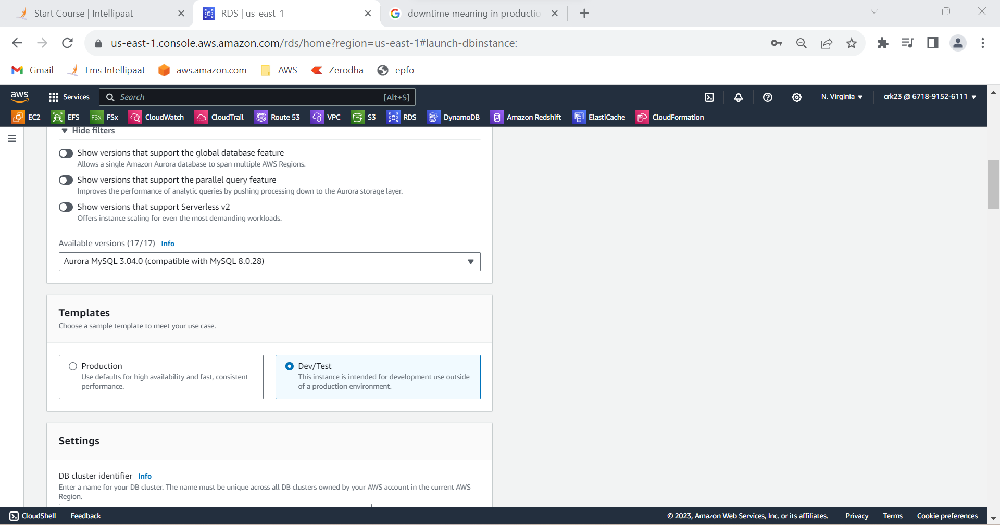 Start Course | Intellipaat
RDS | us-east-1
downtime meaning in productio
us-east-1.console.aws.amazon.com/rds/home?region=us-east-1#launch-dbinstance:
Gmail
Lms Intellipaat
aws.amazon.com
AWS
Zerodha
epfo
aws
Services
Search
[Alt+S]
N. Virginia
crk23 @ 6718-9152-6111
EC2
EFS
FSx
FSx
CloudWatch
CloudTrail
Route 53
VPC
S3
RDS
DynamoDB
Amazon Redshift
ElastiCache
CloudFormation
Hide filters
Show versions that support the global database feature
Allows a single Amazon Aurora database to span multiple AWS Regions.
Show versions that support the parallel query feature
Improves the performance of analytic queries by pushing processing down to the Aurora storage layer.
Show versions that support Serverless v2
Offers instance scaling for even the most demanding workloads.
Available versions (17/17) Info
Aurora MySQL 3.04.0 (compatible with MySQL 8.0.28)
Templates
Choose a sample template to meet your use case.
Production
Use defaults for high availability and fast, consistent
performance.
Dev/Test
This instance is intended for development use outside
of a production environment.
Settings
DB cluster identifier Info
Enter a name for your DB cluster. The name must be unique across all DB clusters owned by your AWS account in the current AWS
Region.
CloudShell
Feedback
© 2023, Amazon Web Services, Inc. or its affiliates.
Privacy
Terms
Cookie preferences